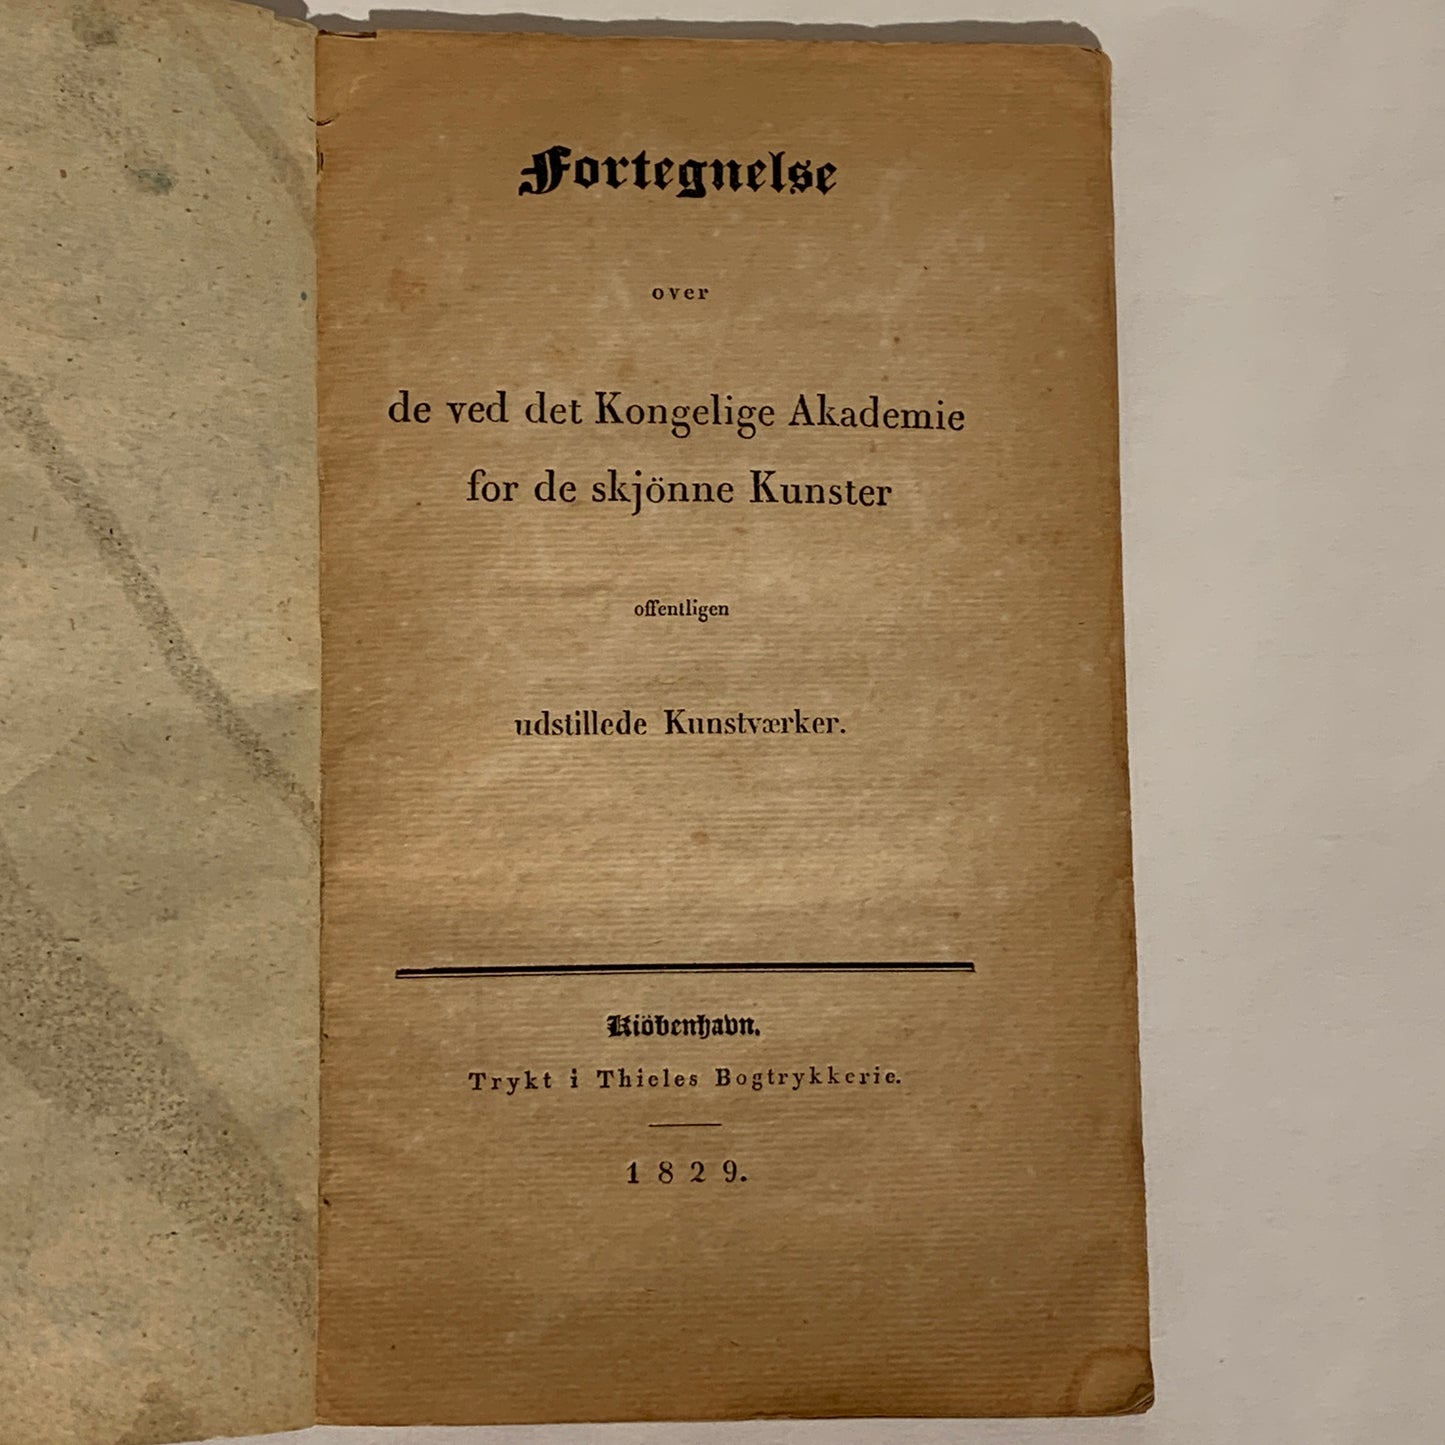 Fortegnelse
over
de ved det Kongelige Akademie
for de skjönne Kunster
offentligen
udstillede Kunstværker.
Kiöbenhavn.
Trykt i Thieles Bogtrykkerie.
1829.